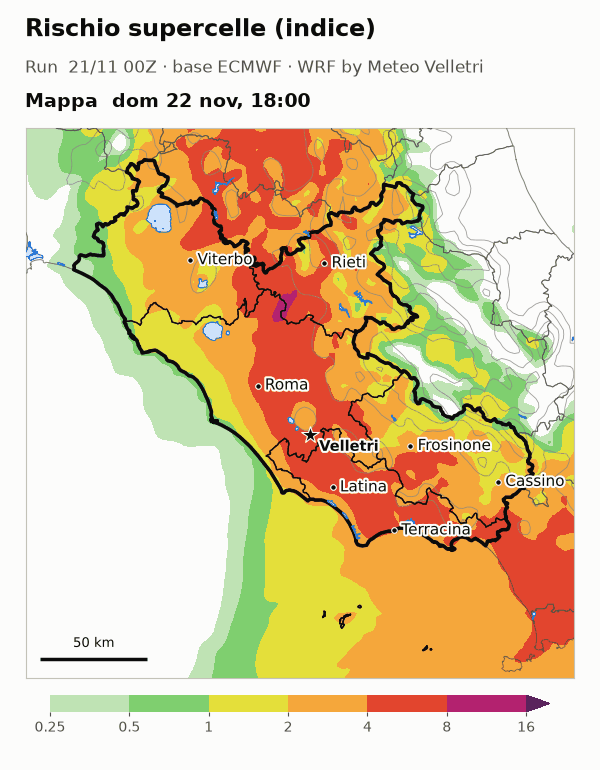 Rischio supercelle (indice)
Run  21/11 00Z · base ECMWF · WRF by Meteo Velletri
Mappa  dom 22 nov, 18:00
Viterbo
Rieti
Roma
Velletri
Frosinone
Cassino
Latina
Terracina
50 km
0.25 0.5 1 2 4 8 16